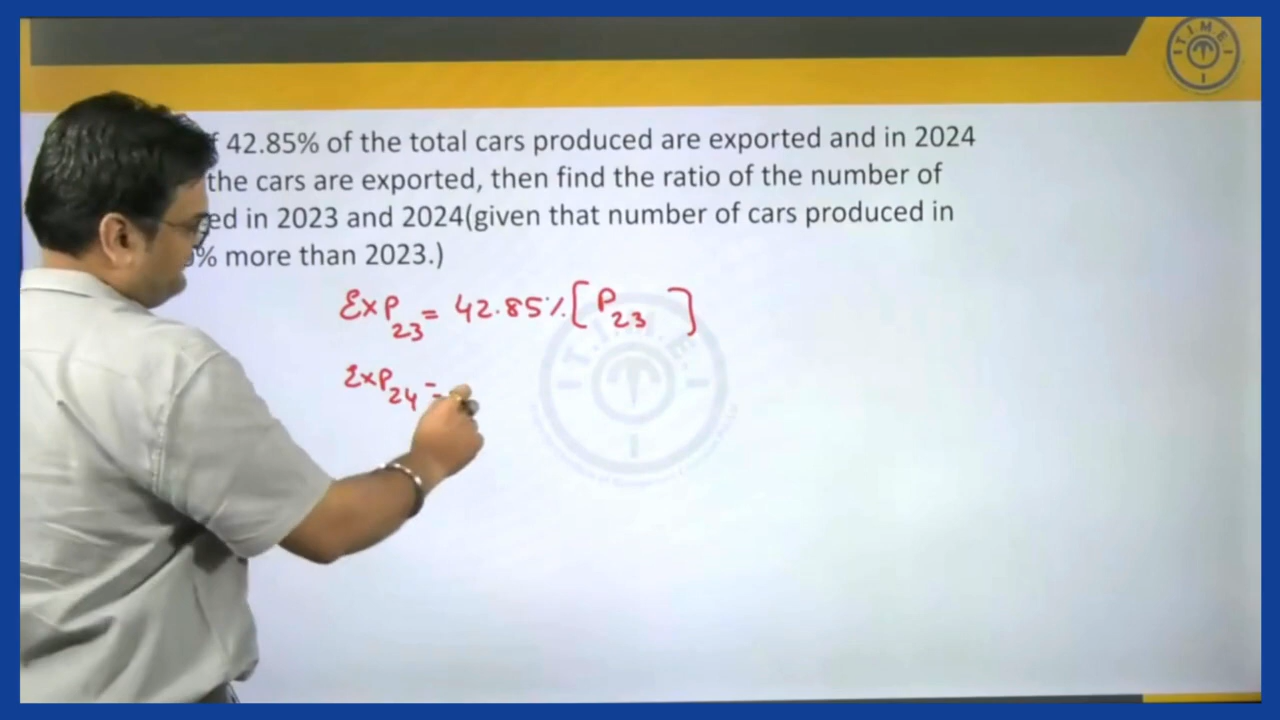 T.I.M.E.
42.85% of the total cars produced are exported and in 2024
the cars are exported, then find the ratio of the number of
ed in 2023 and 2024(given that number of cars produced in
% more than 2023.)
Exp23 = 42.85% [P23 ]
Exp24 =
T.I.M.E.